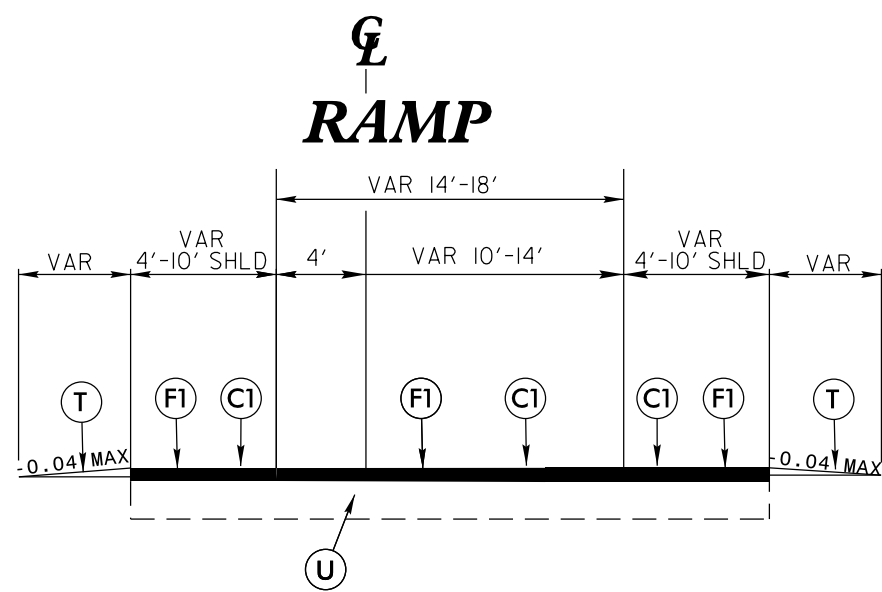 CL
RAMP
VAR 14'-18'
VAR
4'-10' SHLD
VAR
4'
VAR 10'-14'
VAR
4'-10' SHLD
VAR
T
F1
C1
F1
C1
C1
F1
T
-0.04' MAX
-0.04' MAX
U